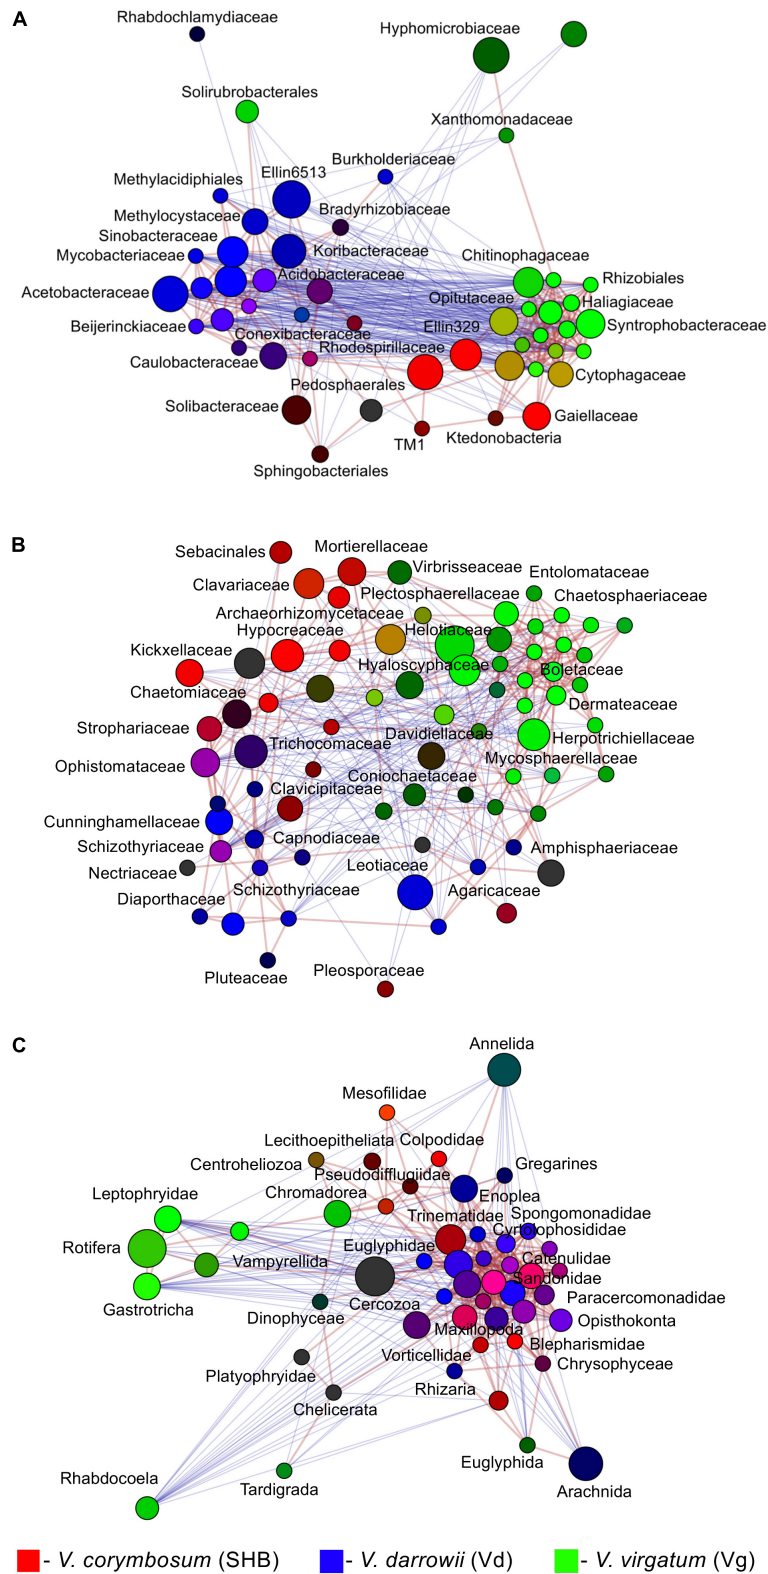 A
Rhabdochlamydiaceae
Hyphomicrobiaceae
Solirubrobacterales
Xanthomonadaceae
Burkholderiaceae
Ellin6513
Methylacidiphiales
Bradyrhizobiaceae
Methylocystaceae
Sinobacteraceae
Koribacteraceae
Mycobacteriaceae
Chitinophagaceae
Acidobacteraceae
Rhizobiales
Acetobacteraceae
Opitutaceae
Haliagiaceae
Beijerinckiaceae
Conexibacteraceae
Ellin329
Syntrophobacteraceae
Rhodospirillaceae
Caulobacteraceae
Pedosphaerales
Cytophagaceae
Solibacteraceae
Gaiellaceae
TM1
Ktedonobacteria
Sphingobacteriales
B
Sebacinales
Mortierellaceae
Virbrisseaceae
Entolomataceae
Clavariaceae
Plectosphaerellaceae
Chaetosphaeriaceae
Archaeorhizomycetaceae
Hypocreaceae
Helotiaceae
Kickxellaceae
Hyaloscyphaceae
Boletaceae
Chaetomiaceae
Dermateaceae
Strophariaceae
Trichocomaceae
Davidiellaceae
Herpotrichiellaceae
Ophistomataceae
Mycosphaerellaceae
Coniochaetaceae
Clavicipitaceae
Cunninghamellaceae
Capnodiaceae
Schizothyriaceae
Amphisphaeriaceae
Nectriaceae
Leotiaceae
Schizothyriaceae
Agaricaceae
Diaporthaceae
Pluteaceae
Pleosporaceae
C
Annelida
Mesofilidae
Lecithoepitheliata
Colpodidae
Centroheliozoa
Pseudodifflugiidae
Gregarines
Leptophryidae
Chromadorea
Enoplea
Trinematidae
Spongomonadidae
Cyrtolophosididae
Rotifera
Euglyphidae
Vampyrellida
Catenulidae
Sandonidae
Gastrotricha
Cercozoa
Paracercomonadidae
Dinophyceae
Maxillopoda
Opisthokonta
Blepharismidae
Vorticellidae
Chrysophyceae
Platyophryidae
Rhizaria
Chelicerata
Euglyphida
Rhabdocoela
Tardigrada
Arachnida
- V. corymbosum (SHB)
- V. darrowii (Vd)
- V. virgatum (Vg)